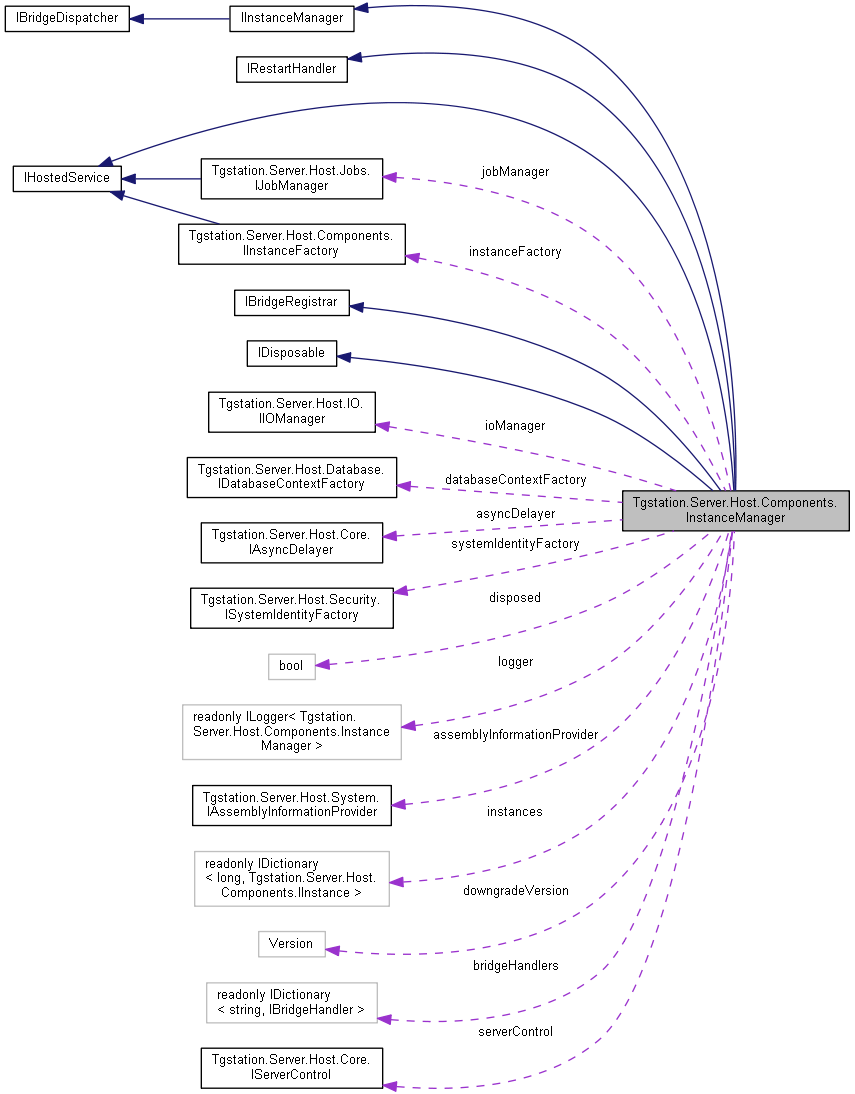 IBridgeDispatcher
IInstanceManager
IRestartHandler
IHostedService
Tgstation.Server.Host.Jobs.
IJobManager
jobManager
Tgstation.Server.Host.Components.
IInstanceFactory
instanceFactory
IBridgeRegistrar
IDisposable
Tgstation.Server.Host.IO.
IIOManager
ioManager
Tgstation.Server.Host.Database.
IDatabaseContextFactory
databaseContextFactory
Tgstation.Server.Host.Components.
InstanceManager
Tgstation.Server.Host.Core.
IAsyncDelayer
asyncDelayer
systemIdentityFactory
Tgstation.Server.Host.Security.
ISystemIdentityFactory
disposed
bool
logger
readonly ILogger< Tgstation.
Server.Host.Components.Instance
Manager >
assemblyInformationProvider
Tgstation.Server.Host.System.
IAssemblyInformationProvider
instances
readonly IDictionary
< long, Tgstation.Server.Host.
Components.IInstance >
downgradeVersion
Version
bridgeHandlers
readonly IDictionary
< string, IBridgeHandler >
serverControl
Tgstation.Server.Host.Core.
IServerControl